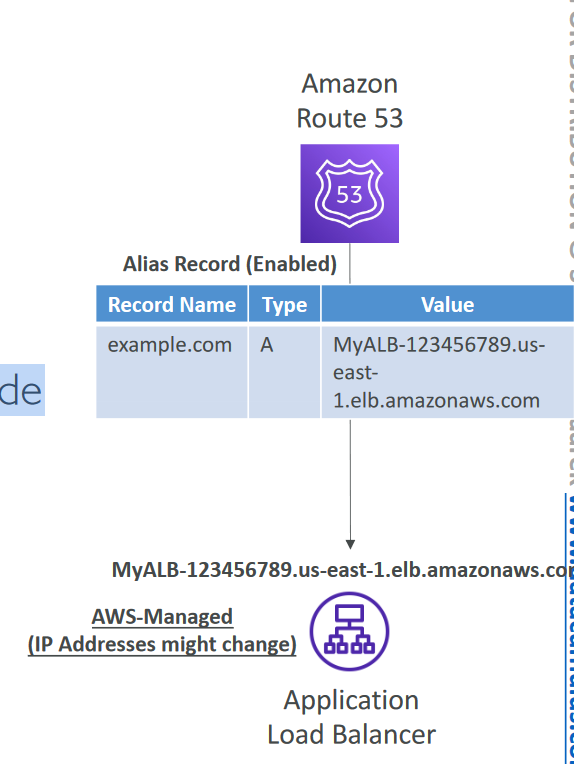 Amazon
Route 53
53
Alias Record (Enabled)
Record Name Type Value
example.com A MyALB-123456789.us-
east-
1.elb.amazonaws.com
de
MyALB-123456789.us-east-1.elb.amazonaws.co
AWS-Managed
(IP Addresses might change)
Application
Load Balancer